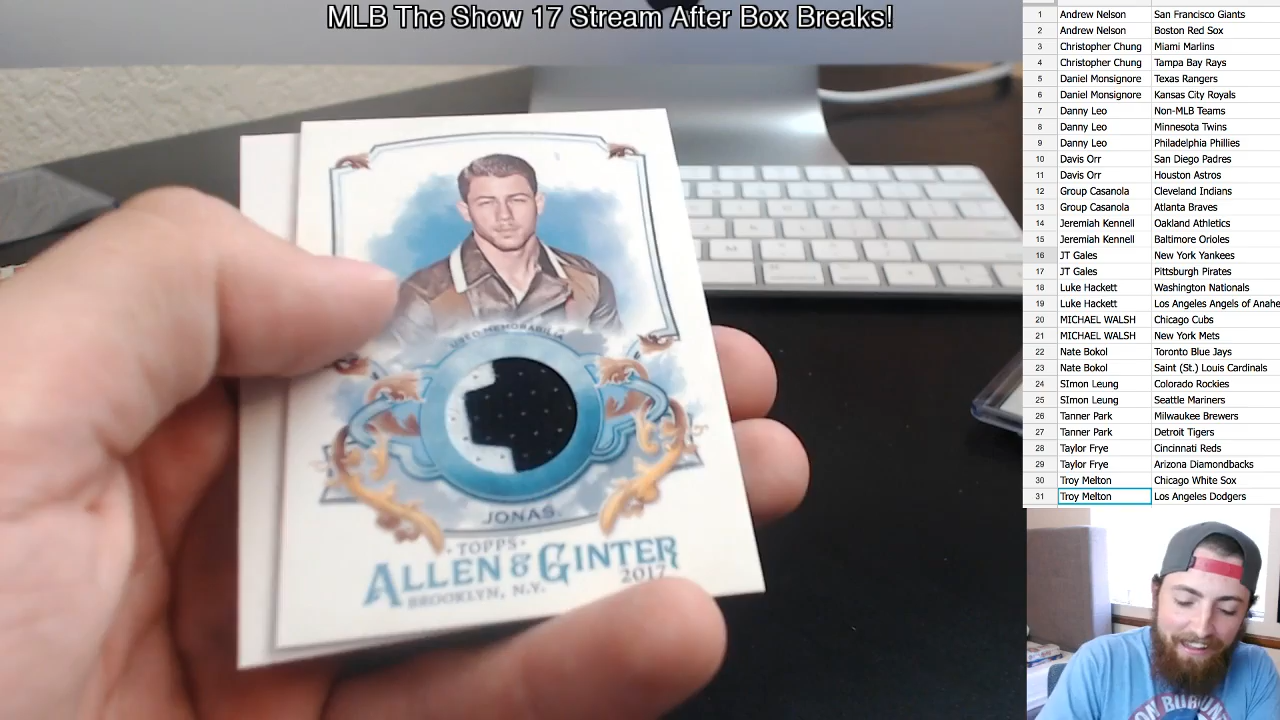 MLB The Show 17 Stream After Box Breaks!
1 Andrew Nelson San Francisco Giants
2 Andrew Nelson Boston Red Sox
3 Christopher Chung Miami Marlins
4 Christopher Chung Tampa Bay Rays
5 Daniel Monsignore Texas Rangers
6 Daniel Monsignore Kansas City Royals
7 Danny Leo Non-MLB Teams
8 Danny Leo Minnesota Twins
9 Danny Leo Philadelphia Phillies
10 Davis Orr San Diego Padres
11 Davis Orr Houston Astros
12 Group Casanola Cleveland Indians
13 Group Casanola Atlanta Braves
14 Jeremiah Kennell Oakland Athletics
15 Jeremiah Kennell Baltimore Orioles
16 JT Gales New York Yankees
17 JT Gales Pittsburgh Pirates
18 Luke Hackett Washington Nationals
19 Luke Hackett Los Angeles Angels of Anahe
20 MICHAEL WALSH Chicago Cubs
21 MICHAEL WALSH New York Mets
22 Nate Bokol Toronto Blue Jays
23 Nate Bokol Saint (St.) Louis Cardinals
24 SImon Leung Colorado Rockies
25 SImon Leung Seattle Mariners
26 Tanner Park Milwaukee Brewers
27 Tanner Park Detroit Tigers
28 Taylor Frye Cincinnati Reds
29 Taylor Frye Arizona Diamondbacks
30 Troy Melton Chicago White Sox
31 Troy Melton Los Angeles Dodgers
USED MEMORABILIA
JONAS
·TOPPS·
ALLEN & GINTER
BROOKLYN, N.Y. 2017